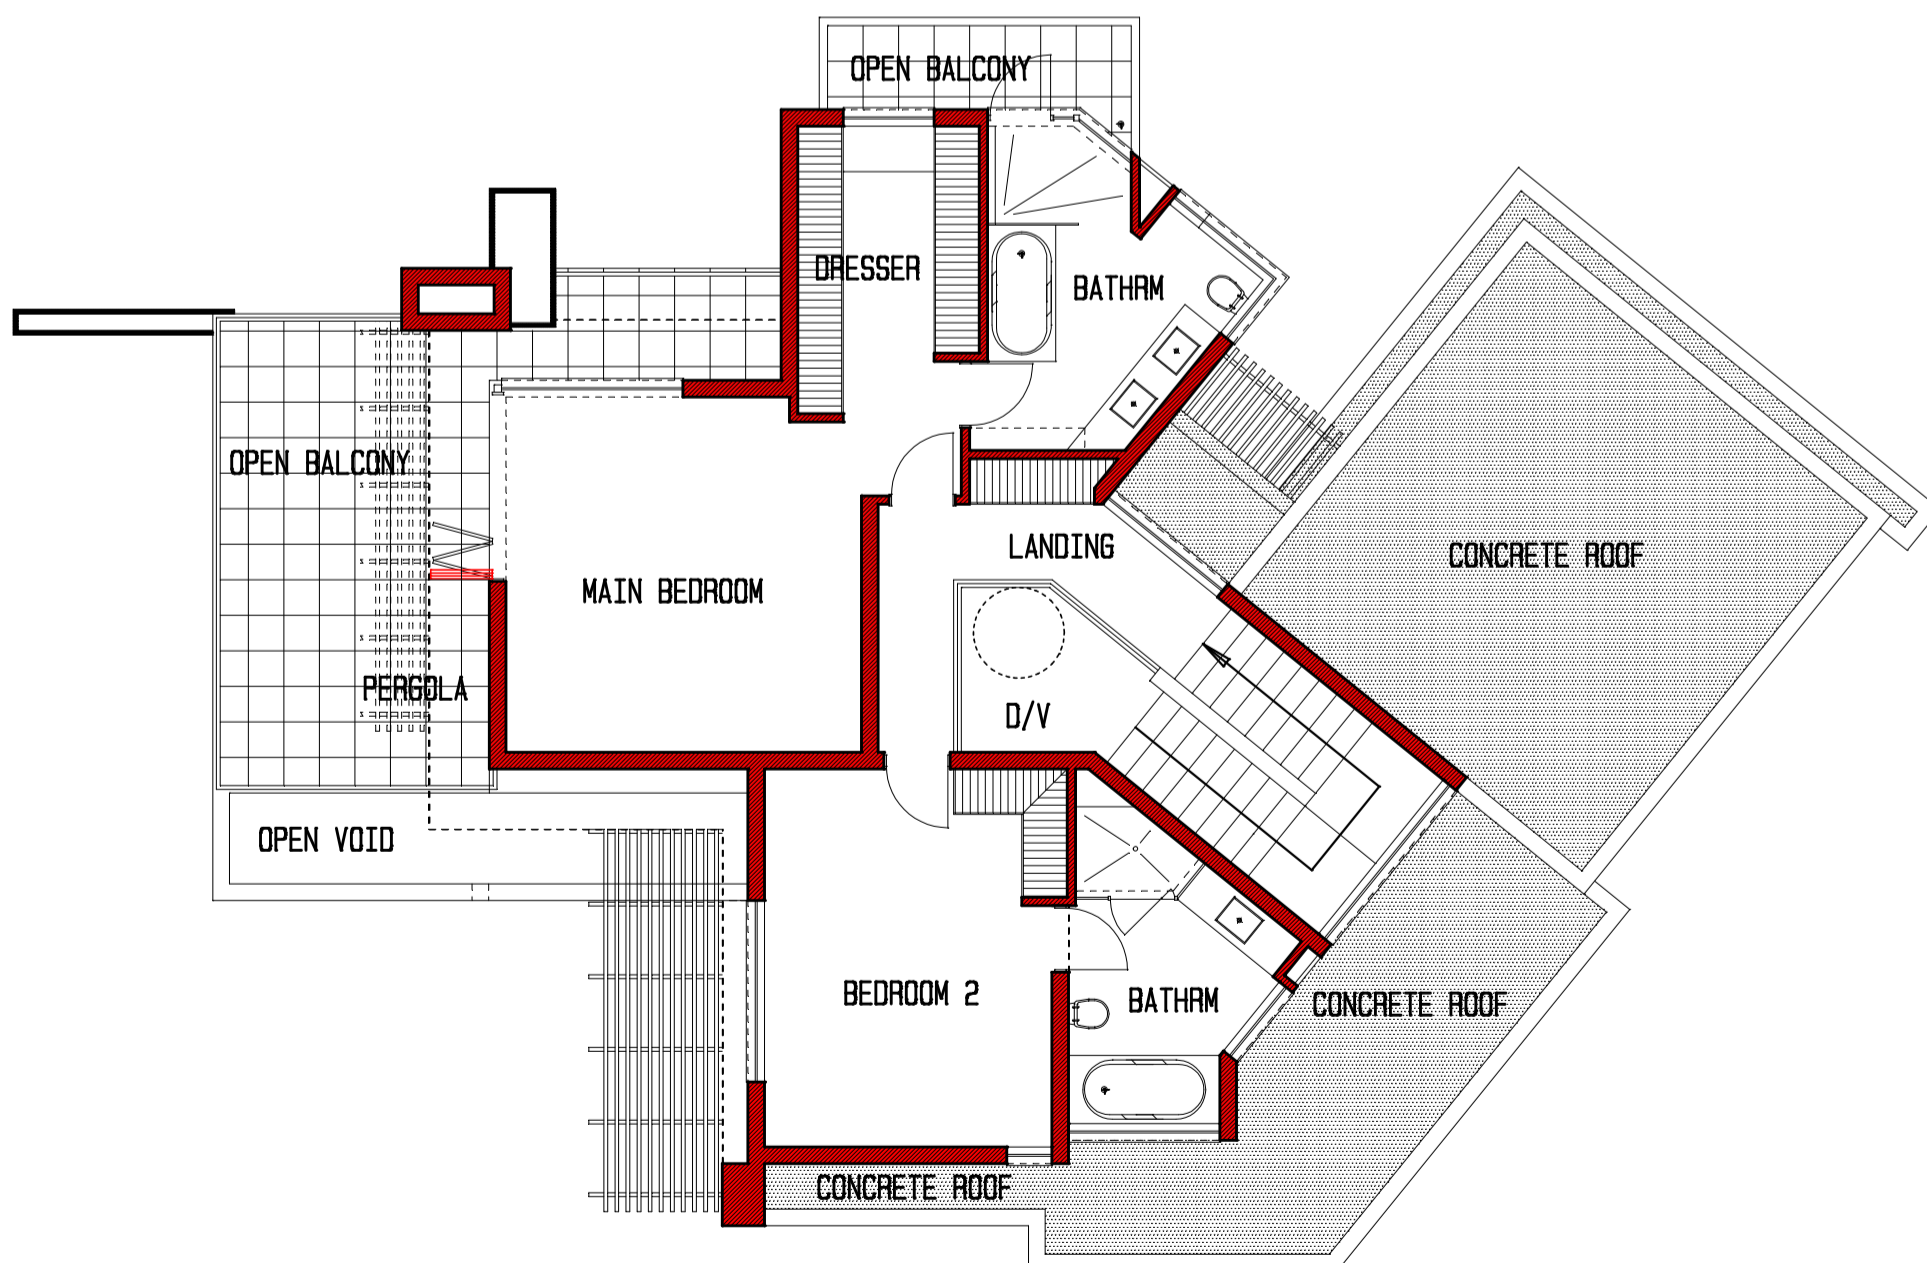 OPEN BALCONY
DRESSER
BATHRM
OPEN BALCONY
LANDING
CONCRETE ROOF
MAIN BEDROOM
PERGOLA
D/V
OPEN VOID
BEDROOM 2
BATHRM
CONCRETE ROOF
CONCRETE ROOF